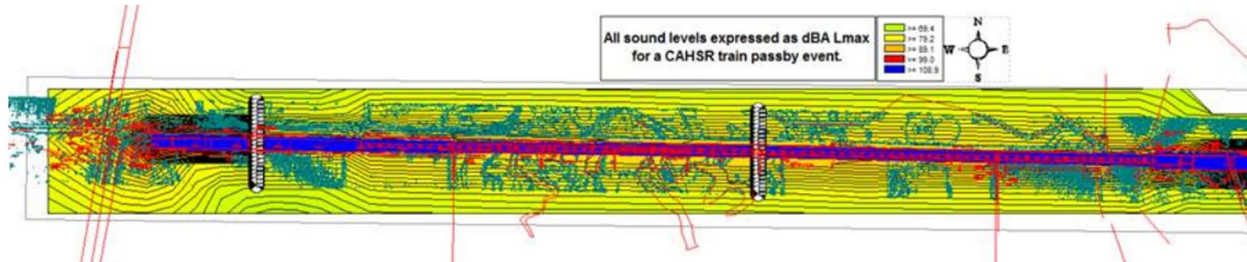 All sound levels expressed as dBA Lmax
for a CAHSR train passby event.
>= 69.4
>= 79.2
>= 89.1
>= 99.0
>= 108.9
N
W E
S